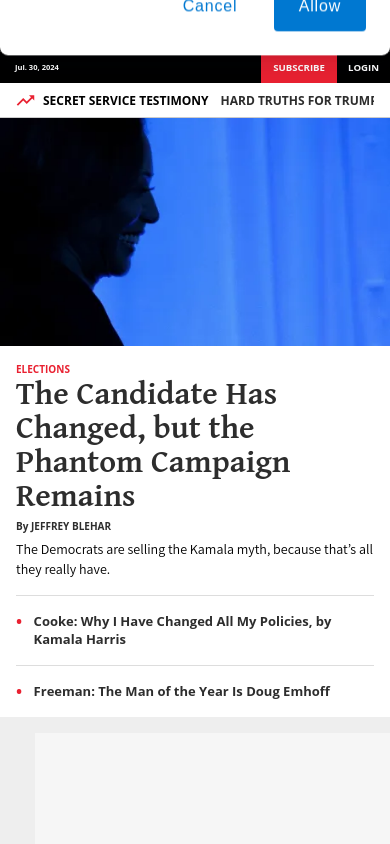 Cancel Allow
Jul. 30, 2024 SUBSCRIBE LOGIN
SECRET SERVICE TESTIMONY HARD TRUTHS FOR TRUMP
ELECTIONS
The Candidate Has
Changed, but the
Phantom Campaign
Remains
By JEFFREY BLEHAR
The Democrats are selling the Kamala myth, because that’s all
they really have.
Cooke: Why I Have Changed All My Policies, by
Kamala Harris
Freeman: The Man of the Year Is Doug Emhoff